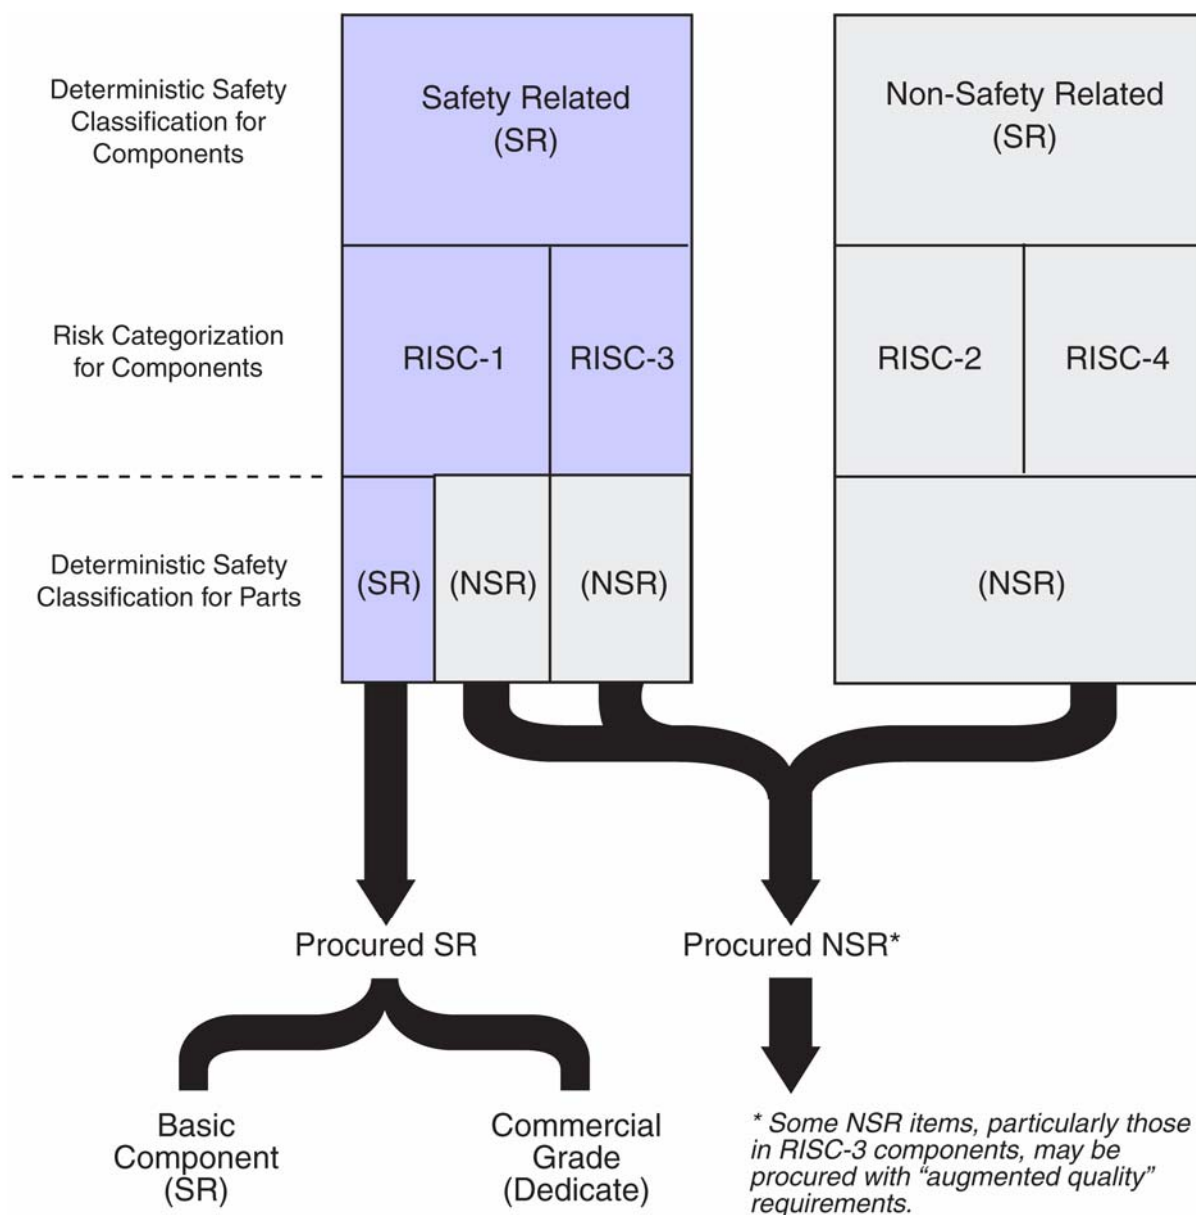 Deterministic Safety
Classification for
Components
Safety Related
(SR)
Non-Safety Related
(SR)
Risk Categorization
for Components
RISC-1
RISC-3
RISC-2
RISC-4
Deterministic Safety
Classification for Parts
(SR)
(NSR)
(NSR)
(NSR)
Procured SR
Procured NSR*
Basic
Component
(SR)
Commercial
Grade
(Dedicate)
* Some NSR items, particularly those
in RISC-3 components, may be
procured with “augmented quality”
requirements.